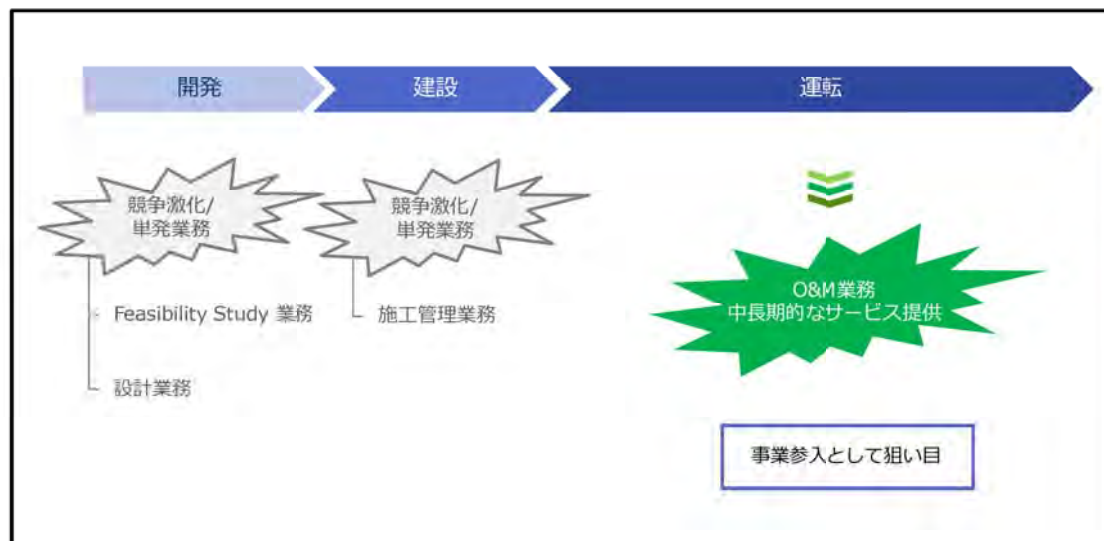 開発
建設
運転
競争激化/
単発業務
競争激化/
単発業務
O&M業務
中長期的なサービス提供
Feasibility Study 業務
施工管理業務
設計業務
事業参入として狙い目